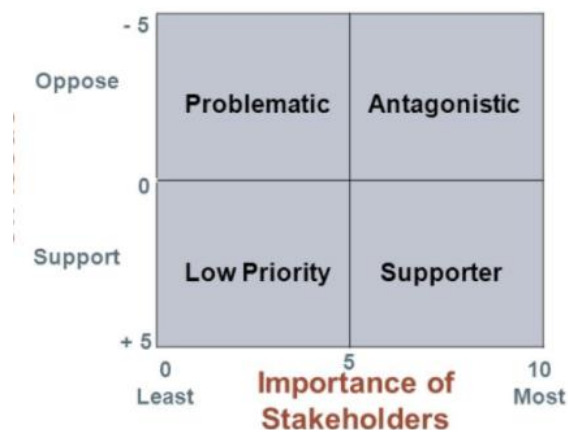 - 5
Oppose
Problematic
Antagonistic
0
Support
Low Priority
Supporter
+ 5
0
5
10
Least
Importance of
Most
Stakeholders